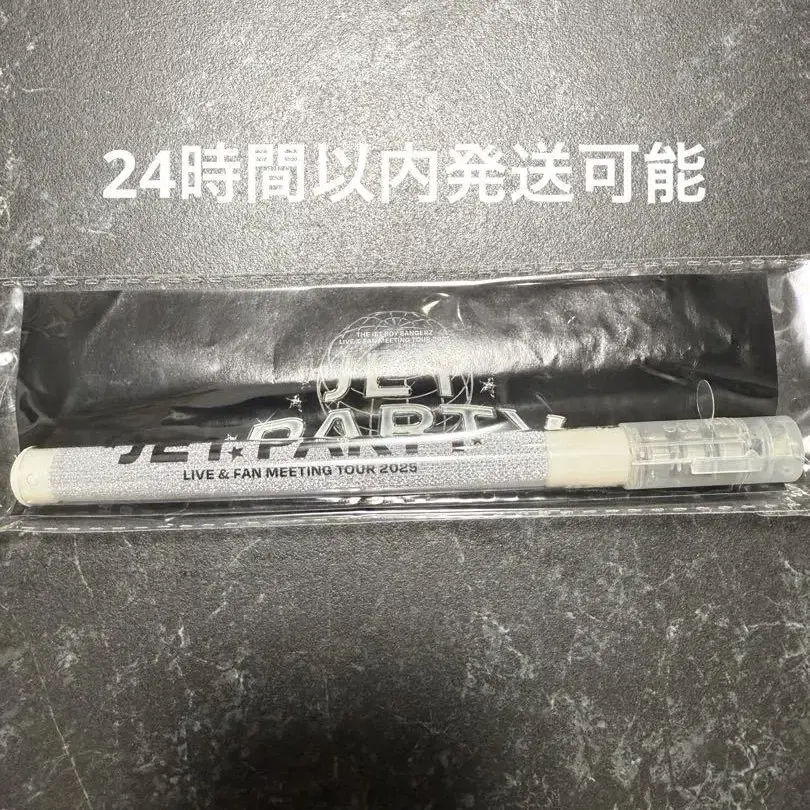 24時間以内発送可能
THE JET BOY BANGERZ
LIVE & FAN MEETING TOUR 2025
JET
PARTY
JET PARTY
LIVE & FAN MEETING TOUR 2025